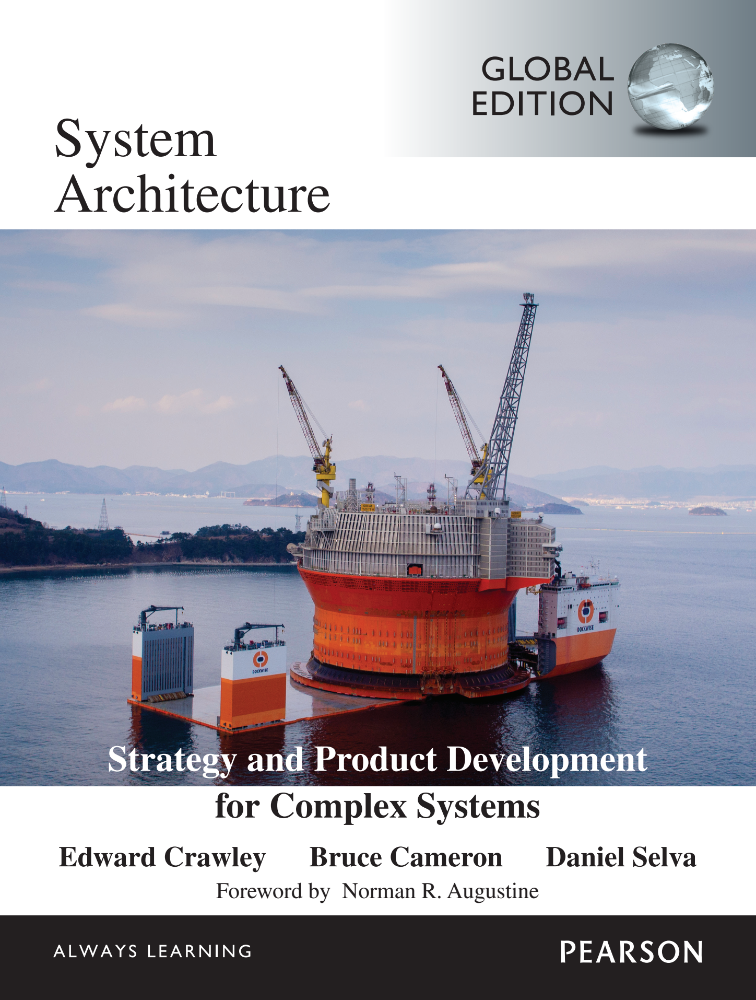 GLOBAL
EDITION
System
Architecture
GOLIAT
DOCKWISE
DOCKWISE
Strategy and Product Development
for Complex Systems
Edward Crawley Bruce Cameron Daniel Selva
Foreword by Norman R. Augustine
ALWAYS LEARNING
PEARSON